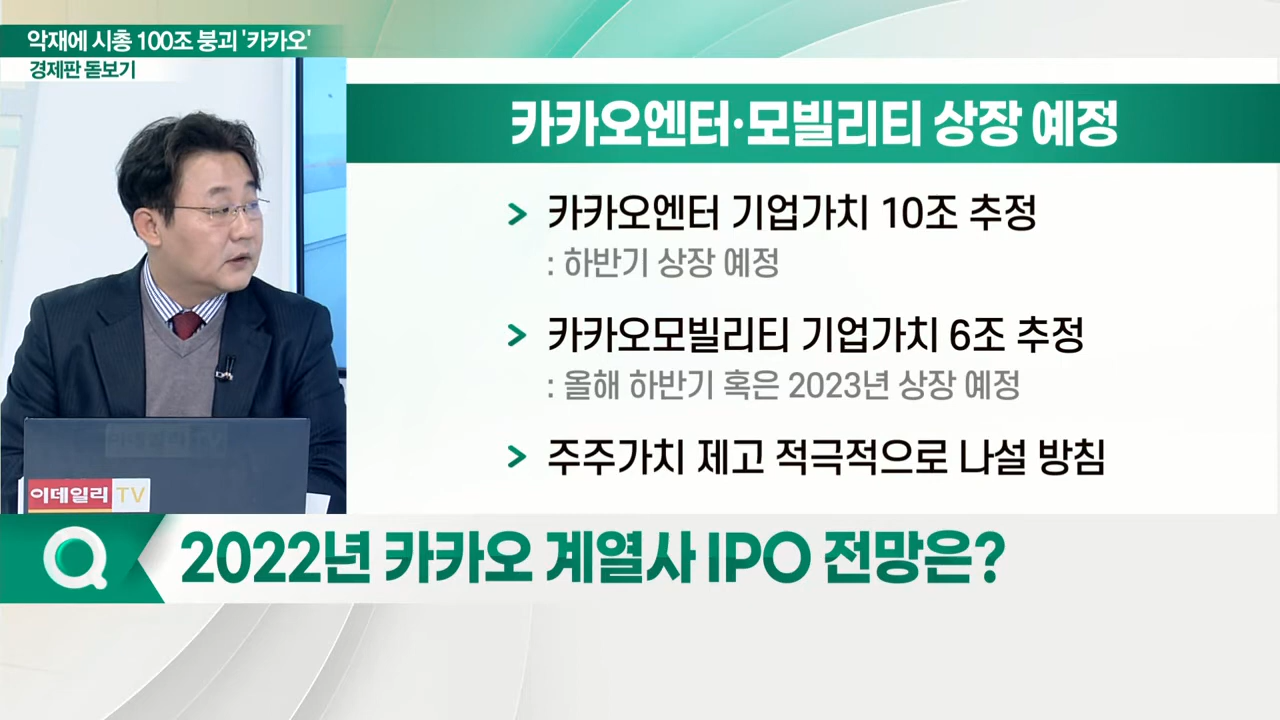 악재에 시총 100조 붕괴 '카카오'
경제판 돋보기
카카오엔터·모빌리티 상장 예정
> 카카오엔터 기업가치 10조 추정
: 하반기 상장 예정
> 카카오모빌리티 기업가치 6조 추정
: 올해 하반기 혹은 2023년 상장 예정
> 주주가치 제고 적극적으로 나설 방침
이데일리 TV
2022년 카카오 계열사 IPO 전망은?